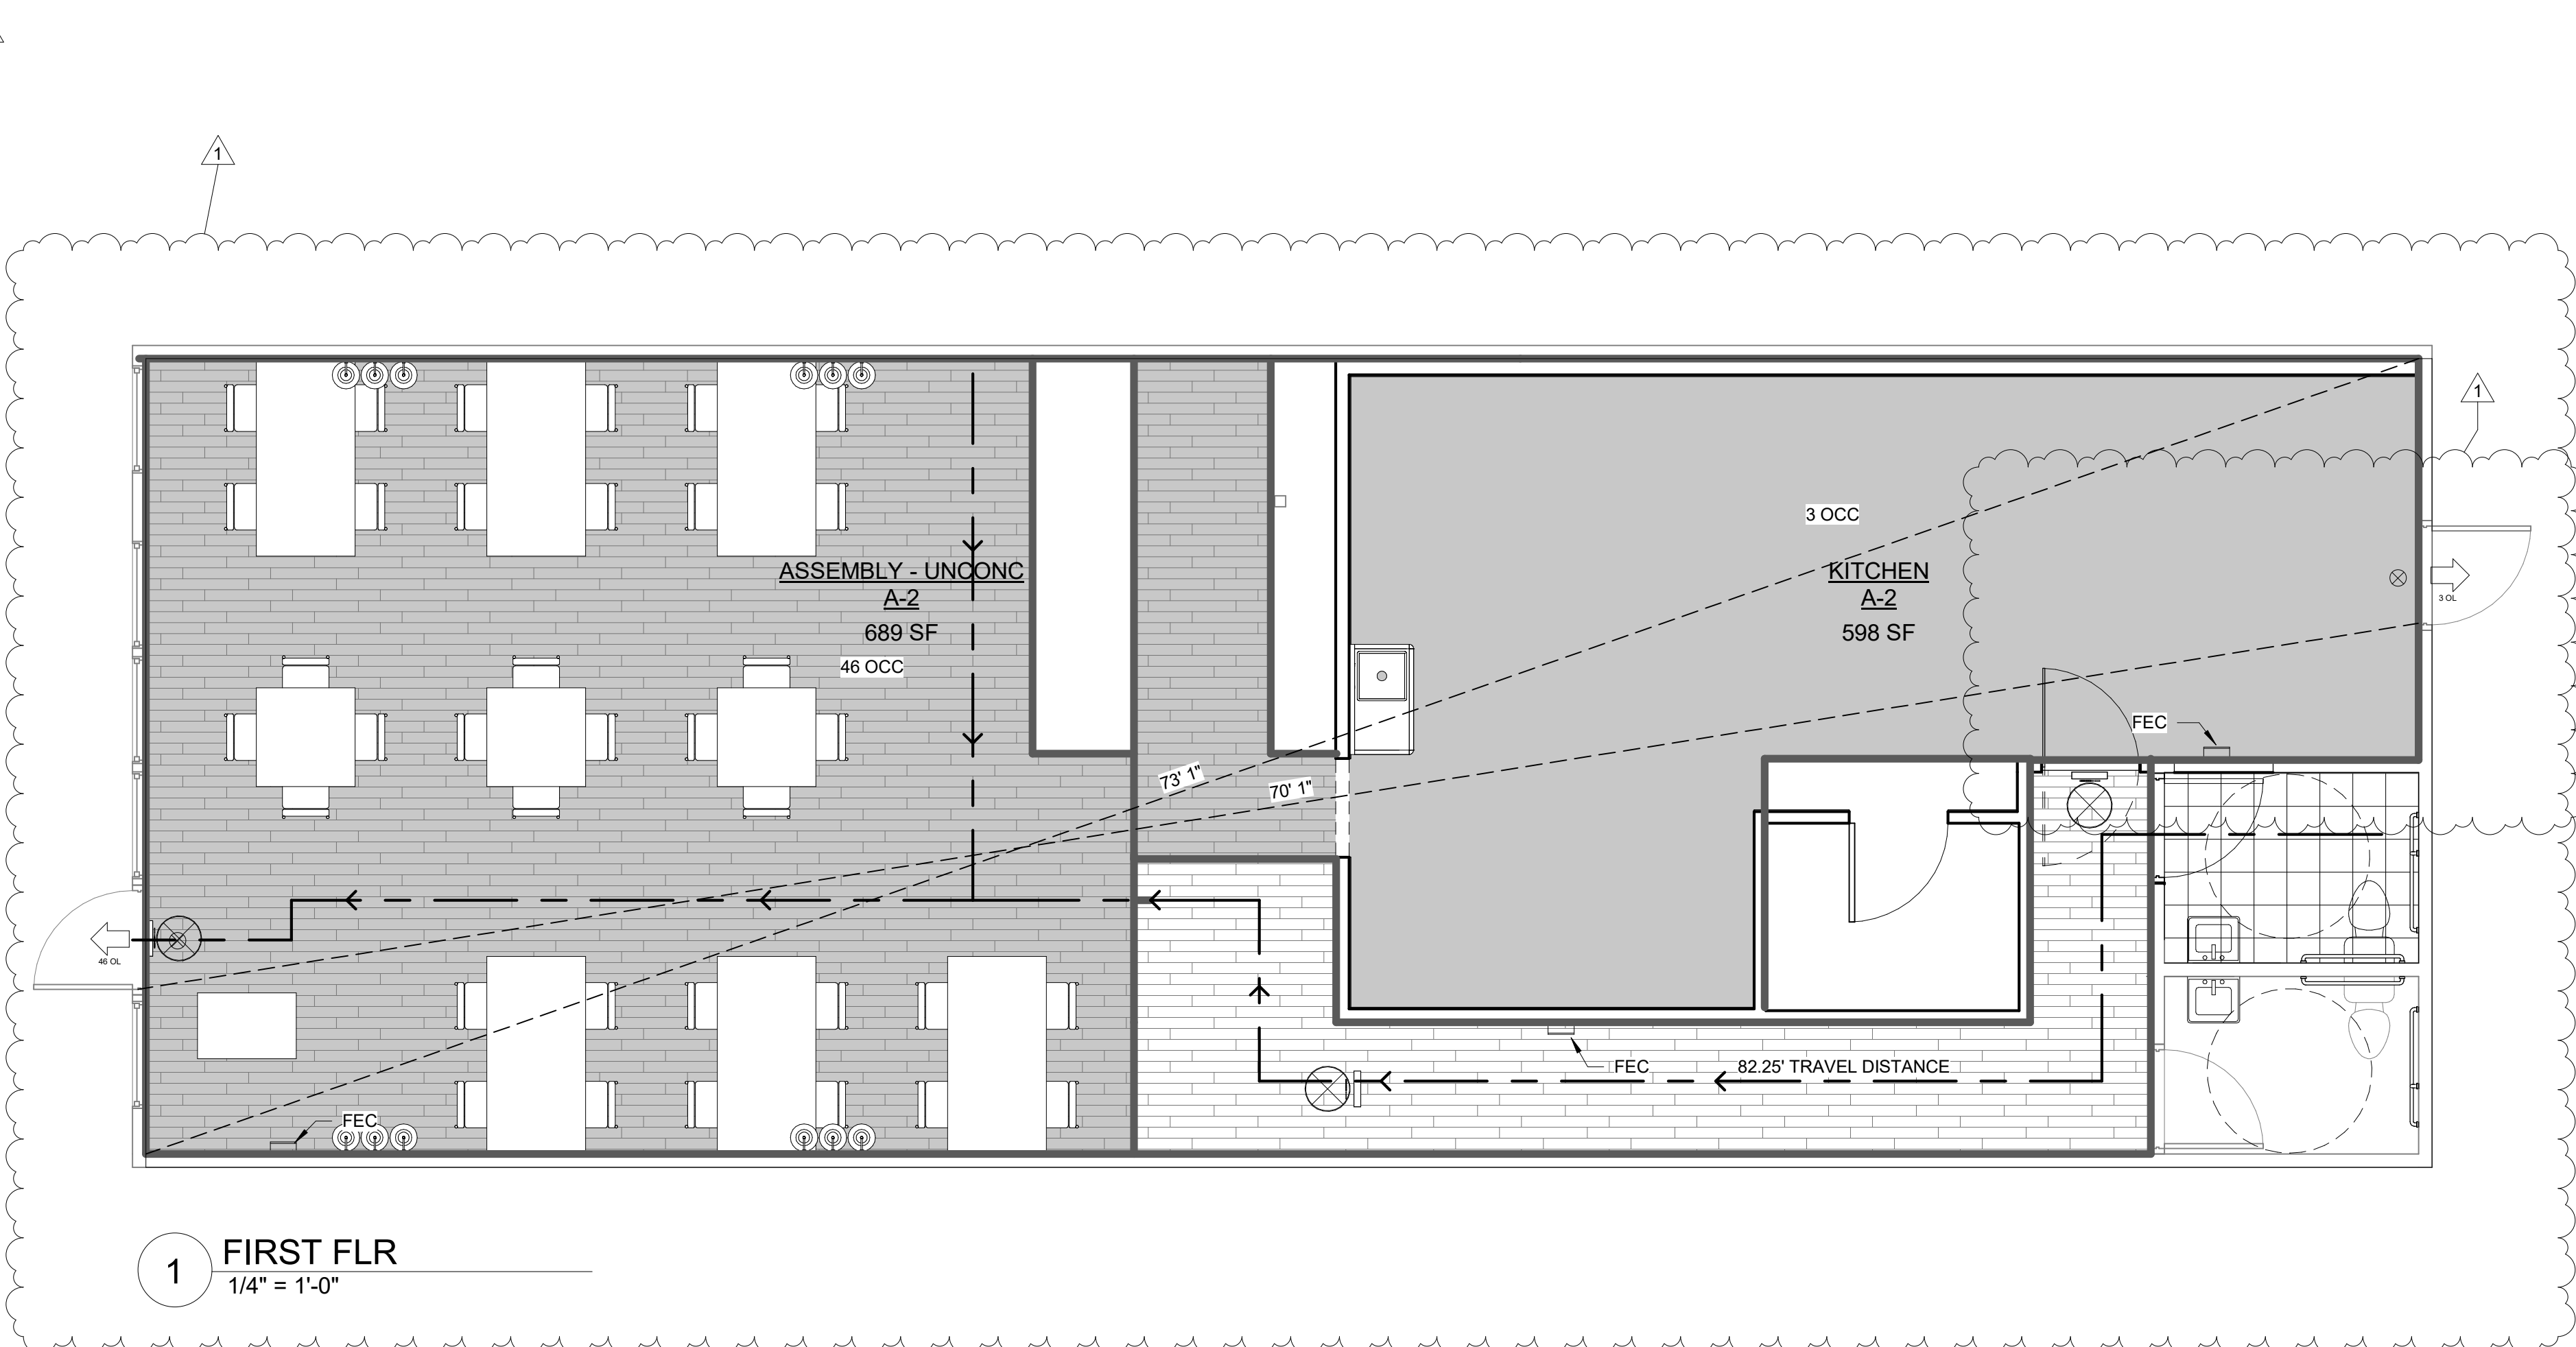 1
1
3 OCC
ASSEMBLY - UNCONC
A-2
689 SF
46 OCC
KITCHEN
A-2
598 SF
3 OL
FEC
73' 1"
70' 1"
46 OL
FEC
82.25' TRAVEL DISTANCE
FEC
1
FIRST FLR
1/4" = 1'-0"